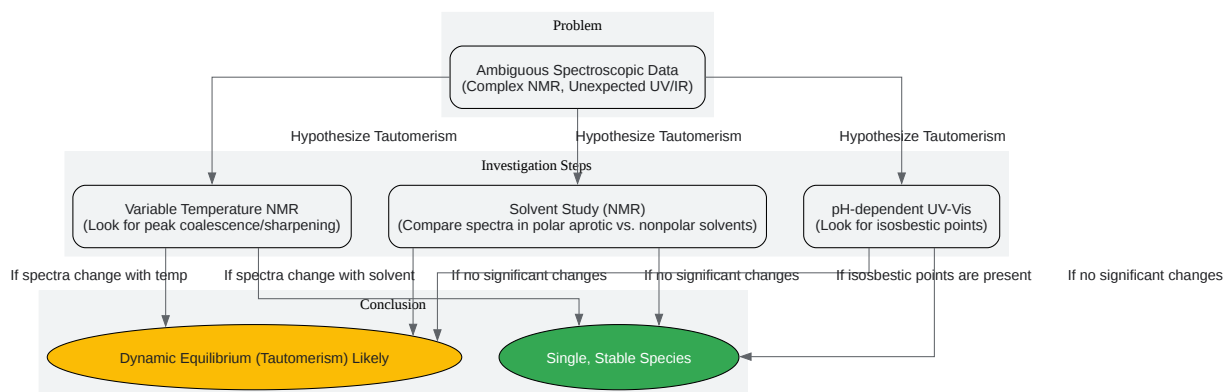 Problem
Ambiguous Spectroscopic Data
(Complex NMR, Unexpected UV/IR)
Hypothesize Tautomerism
Hypothesize Tautomerism
Hypothesize Tautomerism
Investigation Steps
Variable Temperature NMR
(Look for peak coalescence/sharpening)
Solvent Study (NMR)
(Compare spectra in polar aprotic vs. nonpolar solvents)
pH-dependent UV-Vis
(Look for isosbestic points)
If spectra change with temp
If spectra change with solvent
If no significant changes
If no significant changes
If isosbestic points are present
If no significant changes
Conclusion
Dynamic Equilibrium (Tautomerism) Likely
Single, Stable Species